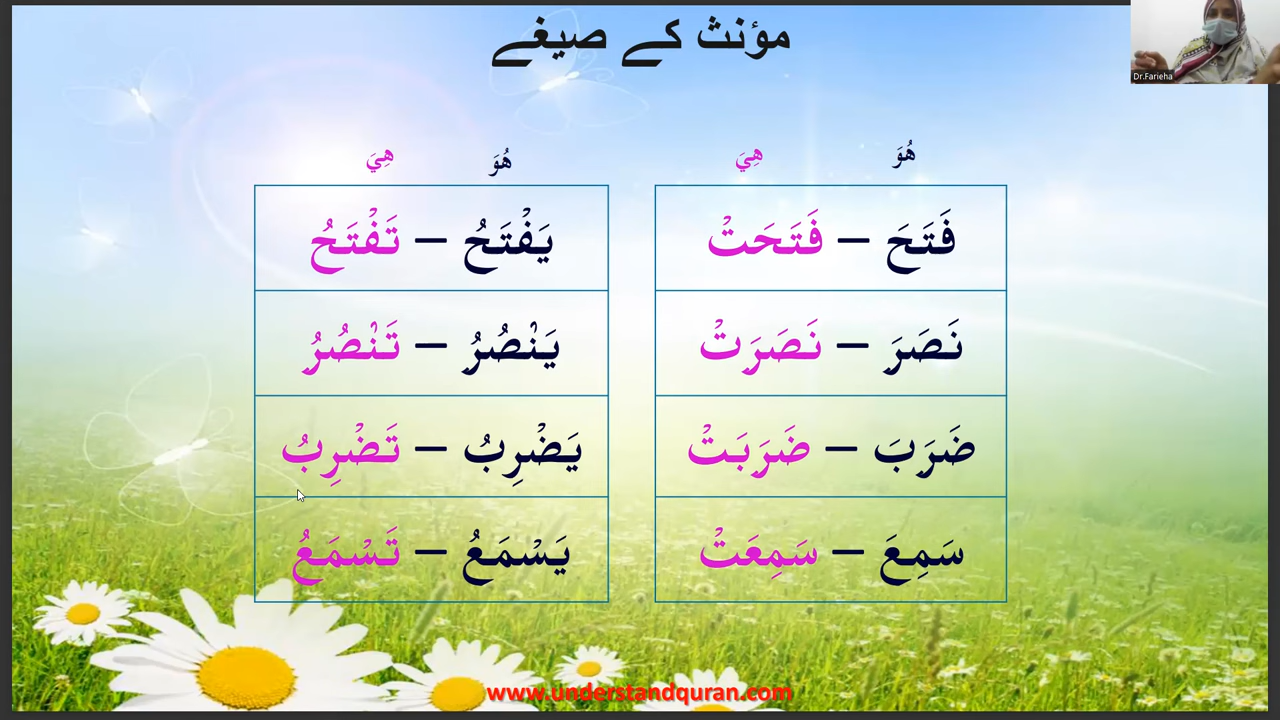 مؤنث کے صیغے
Dr.Farieha
هُوَ هِيَ
فَتَحَ – فَتَحَتْ
نَصَرَ – نَصَرَتْ
ضَرَبَ – ضَرَبَتْ
سَمِعَ – سَمِعَتْ
هُوَ هِيَ
يَفْتَحُ – تَفْتَحُ
يَنْصُرُ – تَنْصُرُ
يَضْرِبُ – تَضْرِبُ
يَسْمَعُ – تَسْمَعُ
www.understandquran.com